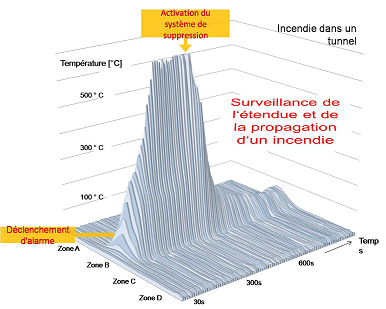 Activation du
système de
suppression
Incendie dans un
tunnel
Température [°C]
500 ° C
Surveillance de
l'étendue et de
la propagation
d'un incendie
300 ° C
100 ° C
Déclenchement
d'alarme
Zone A
Zone B
Zone C
Zone D
30s
300s
600s
Temp
s